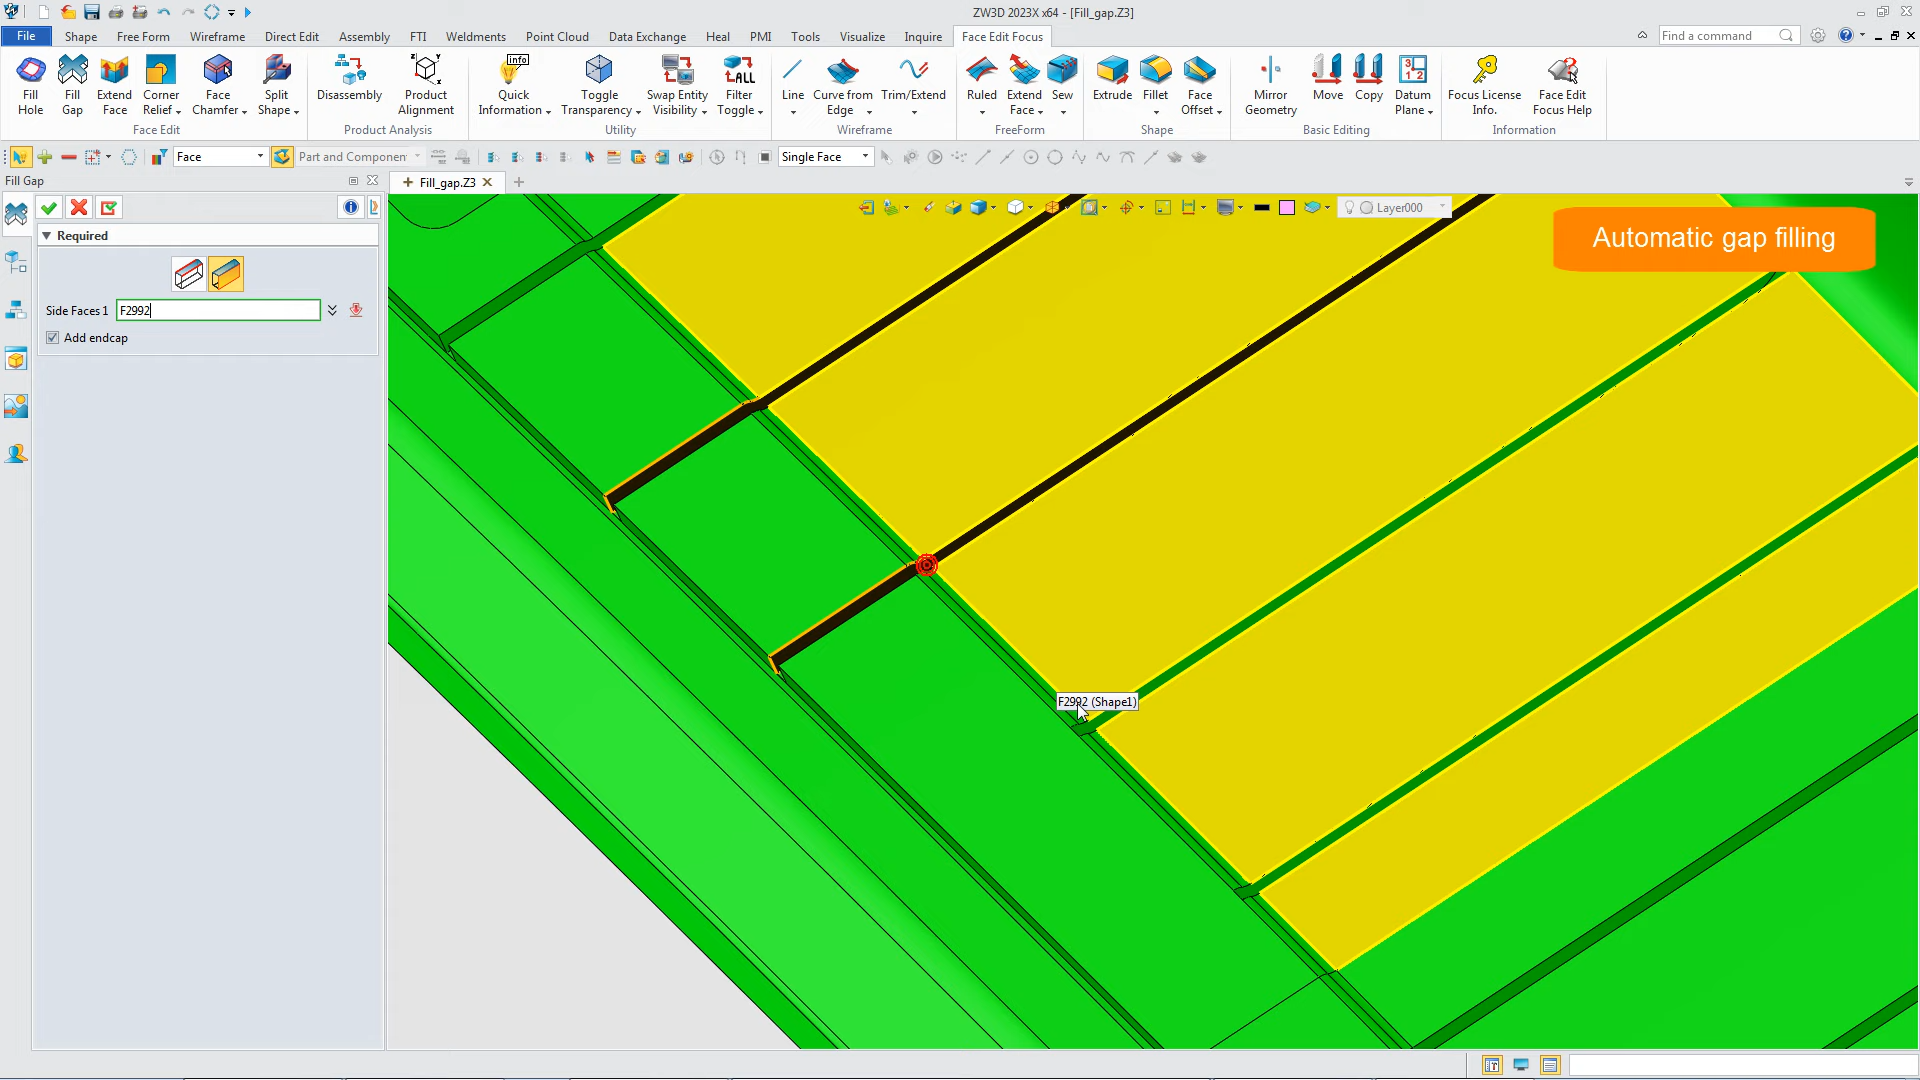 ZW3D 2023X x64 - [Fill_gap.Z3]
File Shape Free Form Wireframe Direct Edit Assembly FTI Weldments Point Cloud Data Exchange Heal PMI Tools Visualize Inquire Face Edit Focus Find a command
info ALL
Fill Gap Extend Corner Face Split Disassembly Product Quick Toggle Swap Entity Filter Line Curve from Trim/Extend Ruled Extend Sew Extrude Fillet Face Mirror Move Copy Datum Focus License Face Edit
Fill Hole Fill Gap Face Relief Chamfer Shape Alignment Information Transparency Visibility Toggle Edge Face Offset Geometry Plane Info. Focus Help
Face Edit Product Analysis Utility Wireframe FreeForm Shape Basic Editing Information
Face Part and Component Single Face
Fill Gap Fill_gap.Z3
Layer000
Required
Automatic gap filling
Side Faces 1 F2992
Add endcap
F2992 (Shape1)